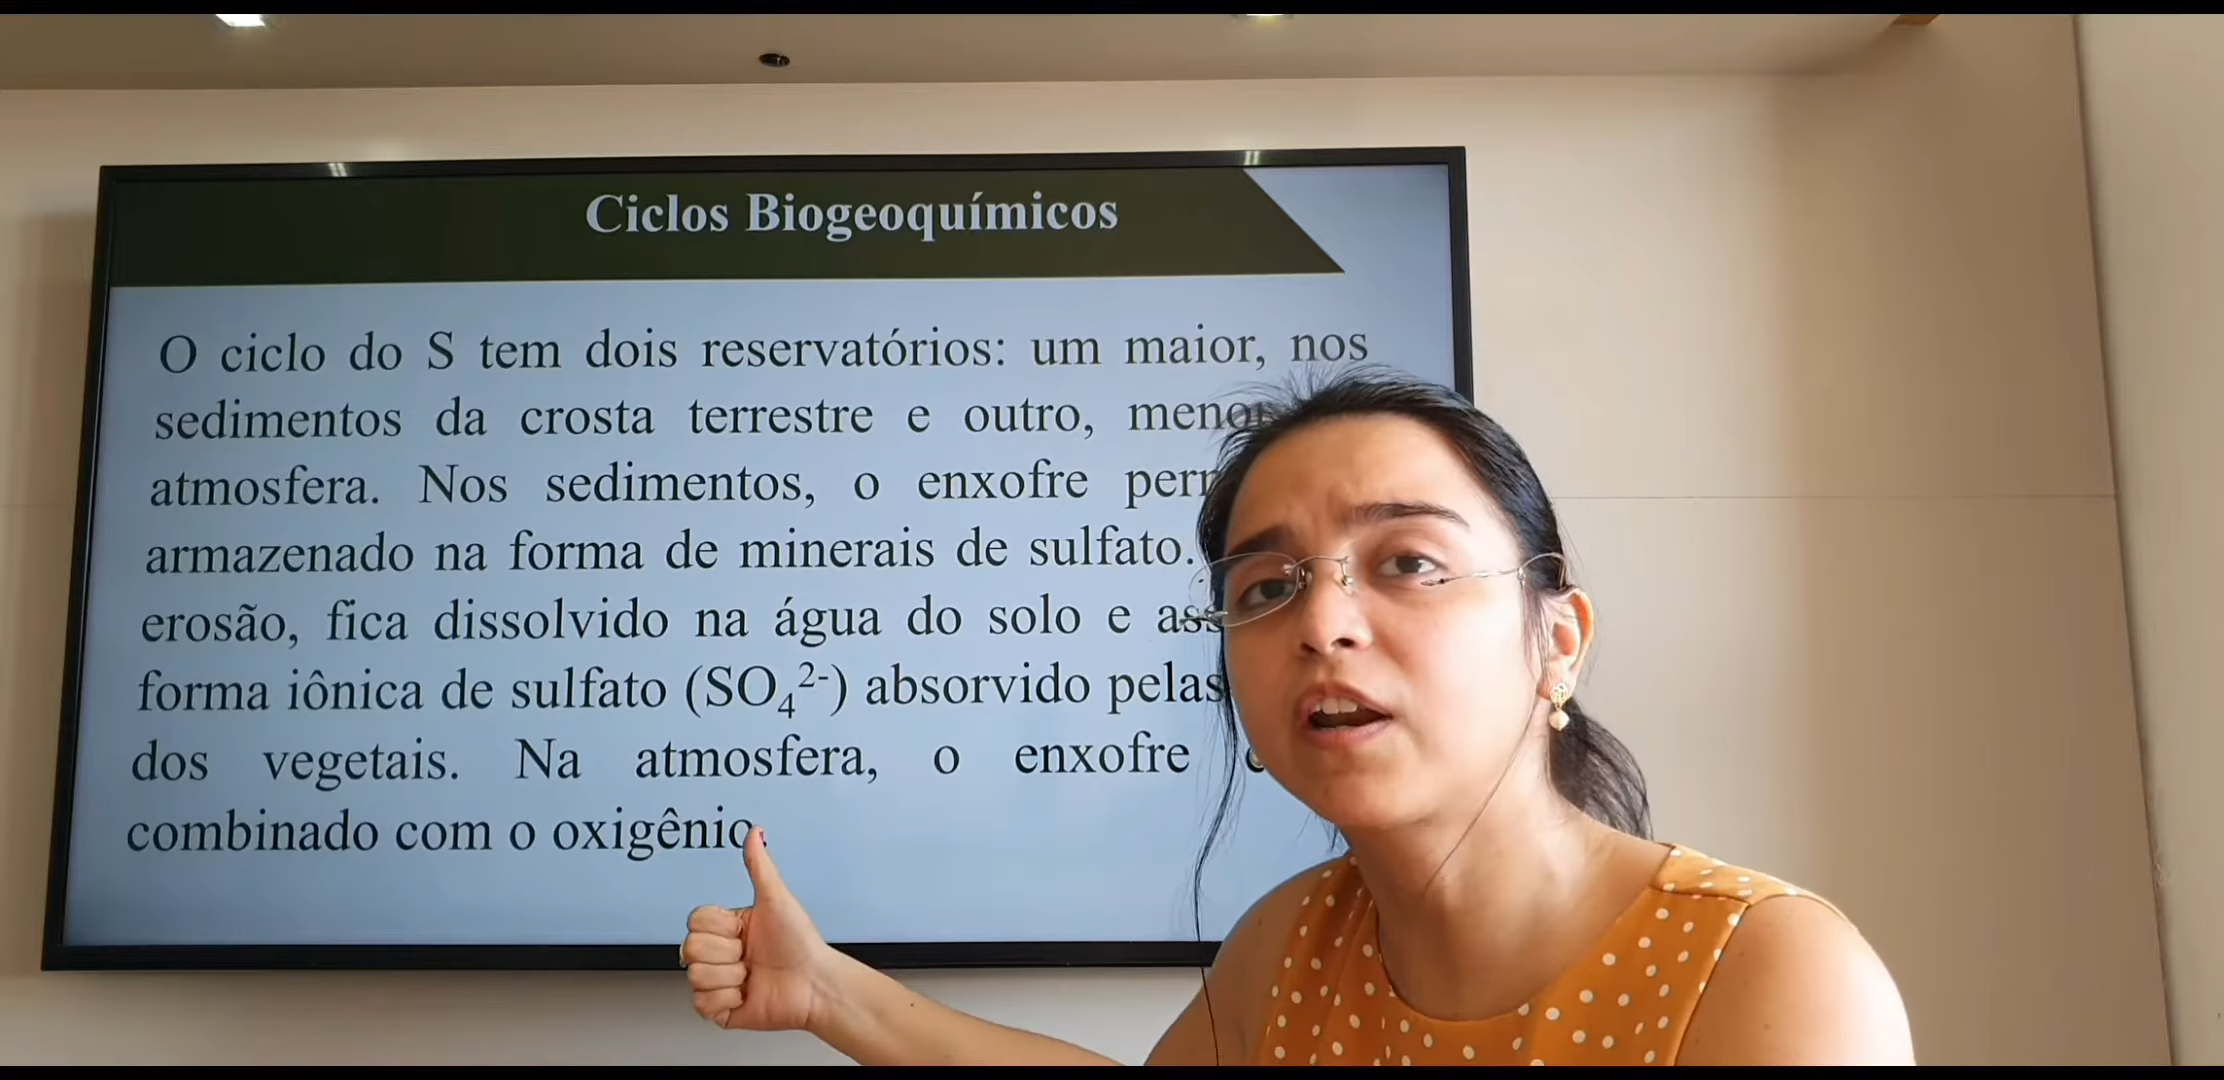 Ciclos Biogeoquímicos
O ciclo do S tem dois reservatórios: um maior, nos
sedimentos da crosta terrestre e outro, menor
atmosfera. Nos sedimentos, o enxofre
armazenado na forma de minerais de sulfato.
erosão, fica dissolvido na água do solo e
forma iônica de sulfato (SO₄²⁻) absorvido pelas
dos vegetais. Na atmosfera, o enxofre
combinado com o oxigênio.